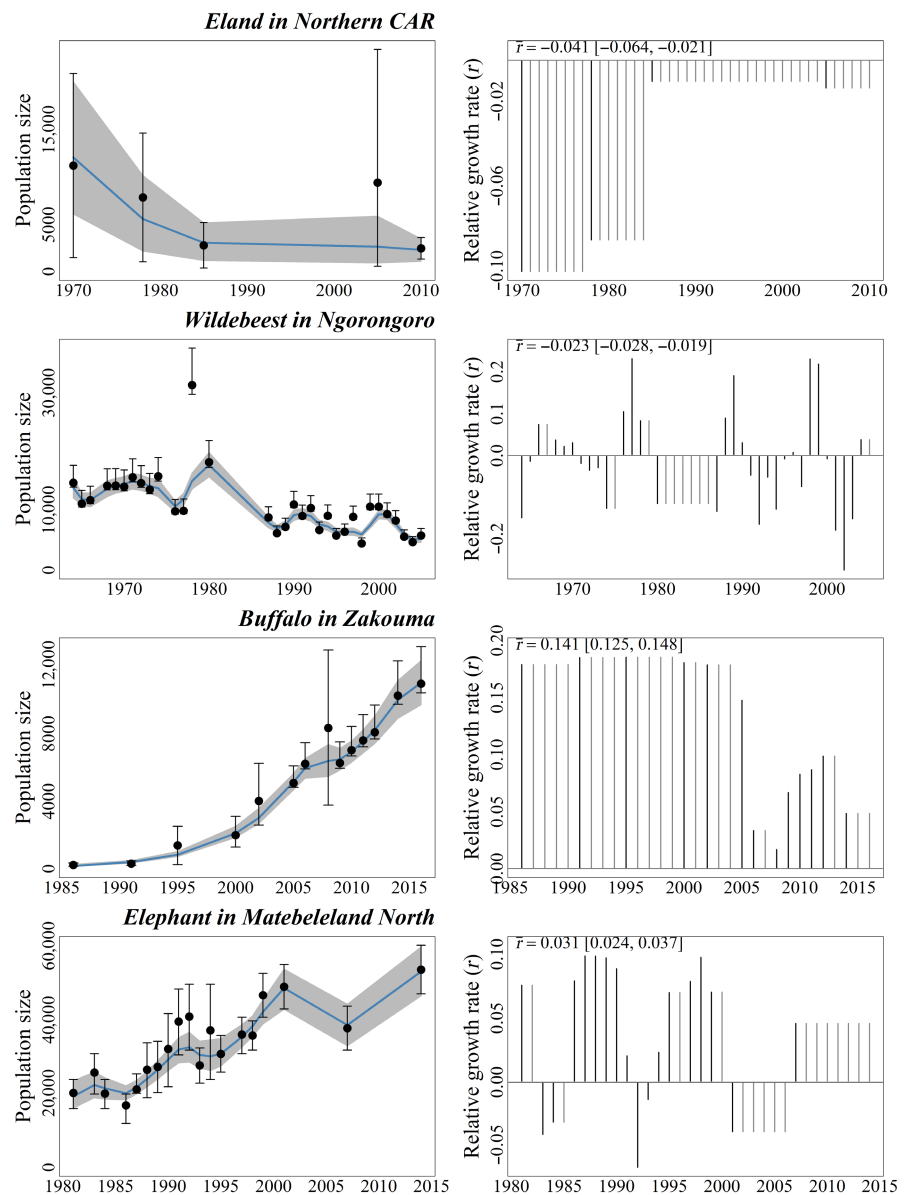 Eland in Northern CAR
Population size
0 5000 15,000
1970 1980 1990 2000 2010
r̅ = −0.041 [−0.064, −0.021]
Relative growth rate (r)
−0.10 −0.06 −0.02
1970 1980 1990 2000 2010
Wildebeest in Ngorongoro
Population size
0 10,000 30,000
1970 1980 1990 2000
r̅ = −0.023 [−0.028, −0.019]
Relative growth rate (r)
−0.2 0.0 0.1 0.2
1970 1980 1990 2000
Buffalo in Zakouma
Population size
0 4000 8000 12,000
1985 1990 1995 2000 2005 2010 2015
r̅ = 0.141 [0.125, 0.148]
Relative growth rate (r)
0.00 0.05 0.10 0.15 0.20
1985 1990 1995 2000 2005 2010 2015
Elephant in Matebeleland North
Population size
0 20,000 40,000 60,000
1980 1985 1990 1995 2000 2005 2010 2015
r̅ = 0.031 [0.024, 0.037]
Relative growth rate (r)
−0.05 0.00 0.05 0.10
1980 1985 1990 1995 2000 2005 2010 2015